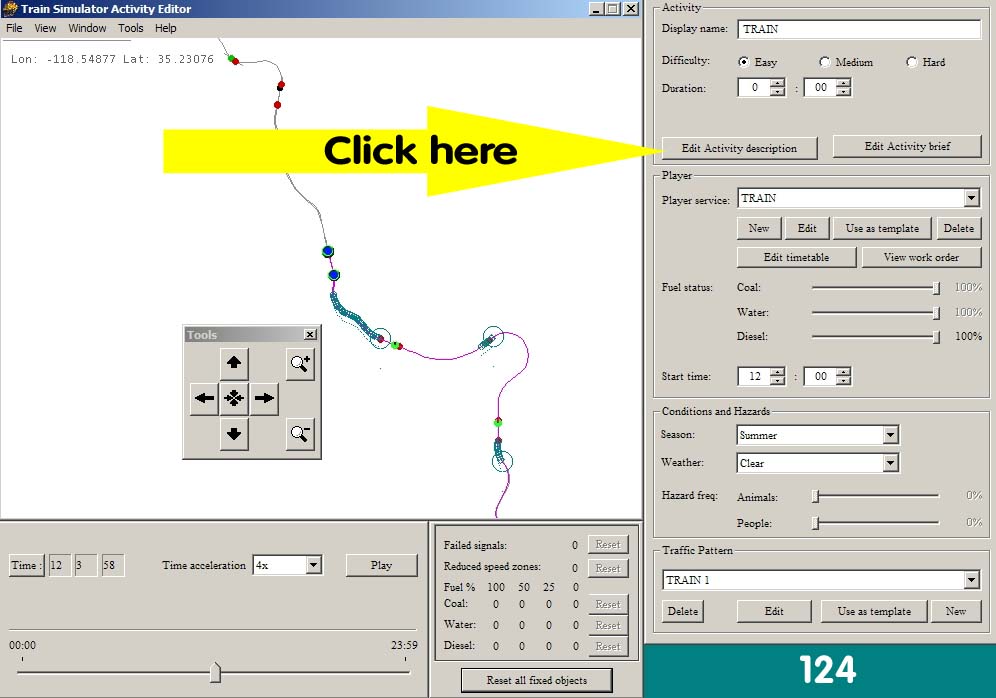 Train Simulator Activity Editor
File View Window Tools Help
Lon: -118.54877 Lat: 35.23076
Click here
Tools
Time : 12 3 58 Time acceleration 4x Play
00:00 23:59
Failed signals: 0 Reset
Reduced speed zones: 0 Reset
Fuel % 100 50 25 0
Coal: 0 0 0 0 Reset
Water: 0 0 0 0 Reset
Diesel: 0 0 0 0 Reset
Reset all fixed objects
Activity
Display name: TRAIN
Difficulty: Easy Medium Hard
Duration: 0 : 00
Edit Activity description Edit Activity brief
Player
Player service: TRAIN
New Edit Use as template Delete
Edit timetable View work order
Fuel status: Coal: 100%
Water: 100%
Diesel: 100%
Start time: 12 : 00
Conditions and Hazards
Season: Summer
Weather: Clear
Hazard freq: Animals: 0%
People: 0%
Traffic Pattern
TRAIN 1
Delete Edit Use as template New
124